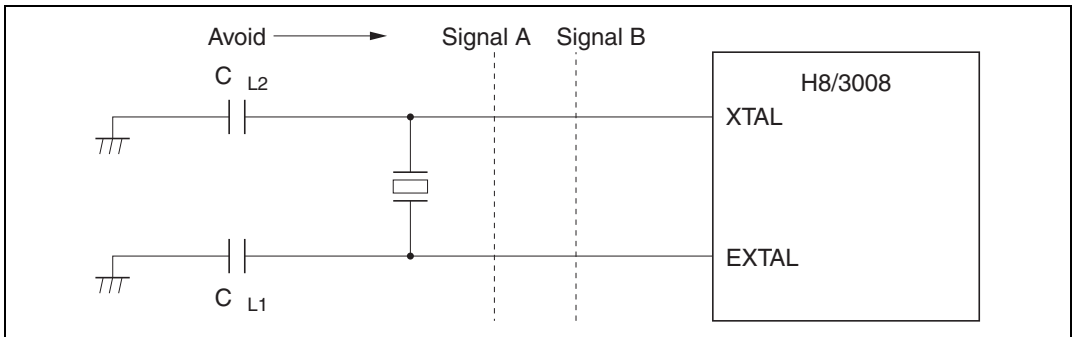 Avoid
Signal A
Signal B
C L2
H8/3008
XTAL
EXTAL
C L1